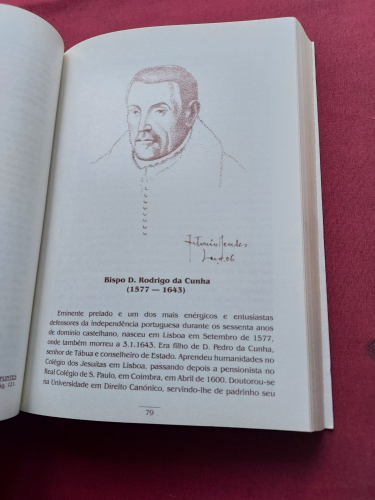 António Mendes
Bispo D. Rodrigo da Cunha
(1577 — 1643)
Eminente prelado e um dos mais enérgicos e entusiastas
defensores da independência portuguesa durante os sessenta anos
de domínio castelhano, nasceu em Lisboa em Setembro de 1577,
onde também morreu a 3.1.1643. Era filho de D. Pedro da Cunha,
senhor de Tábua e conselheiro de Estado. Aprendeu humanidades no
Colégio dos Jesuítas em Lisboa, passando depois a pensionista no
Real Colégio de S. Paulo, em Coimbra, em Abril de 1600. Doutorou-se
na Universidade em Direito Canónico, servindo-lhe de padrinho seu
79
pág. 121